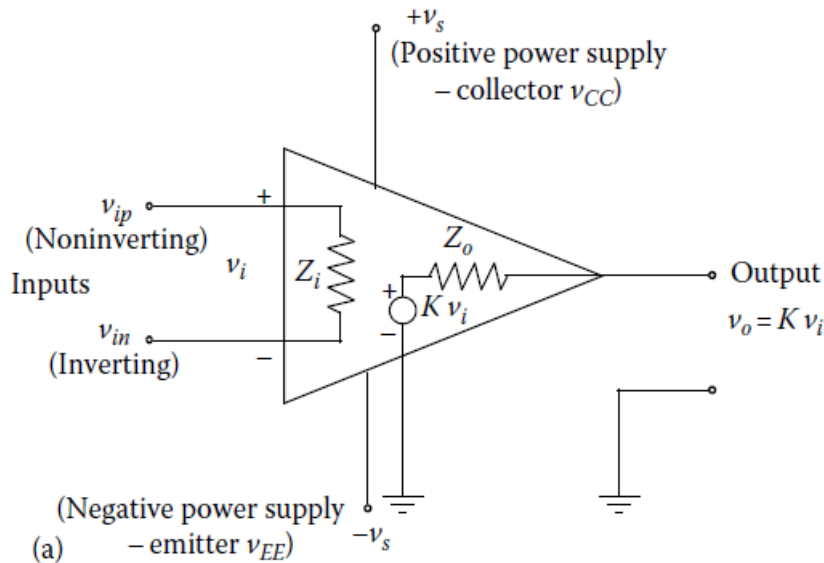 +v_s
(Positive power supply
– collector v_CC)
v_ip
+
(Noninverting)
Inputs
v_i
Z_i
Z_o
+
K v_i
–
Output
v_o = K v_i
v_in
–
(Inverting)
(Negative power supply
– emitter v_EE)
–v_s
(a)